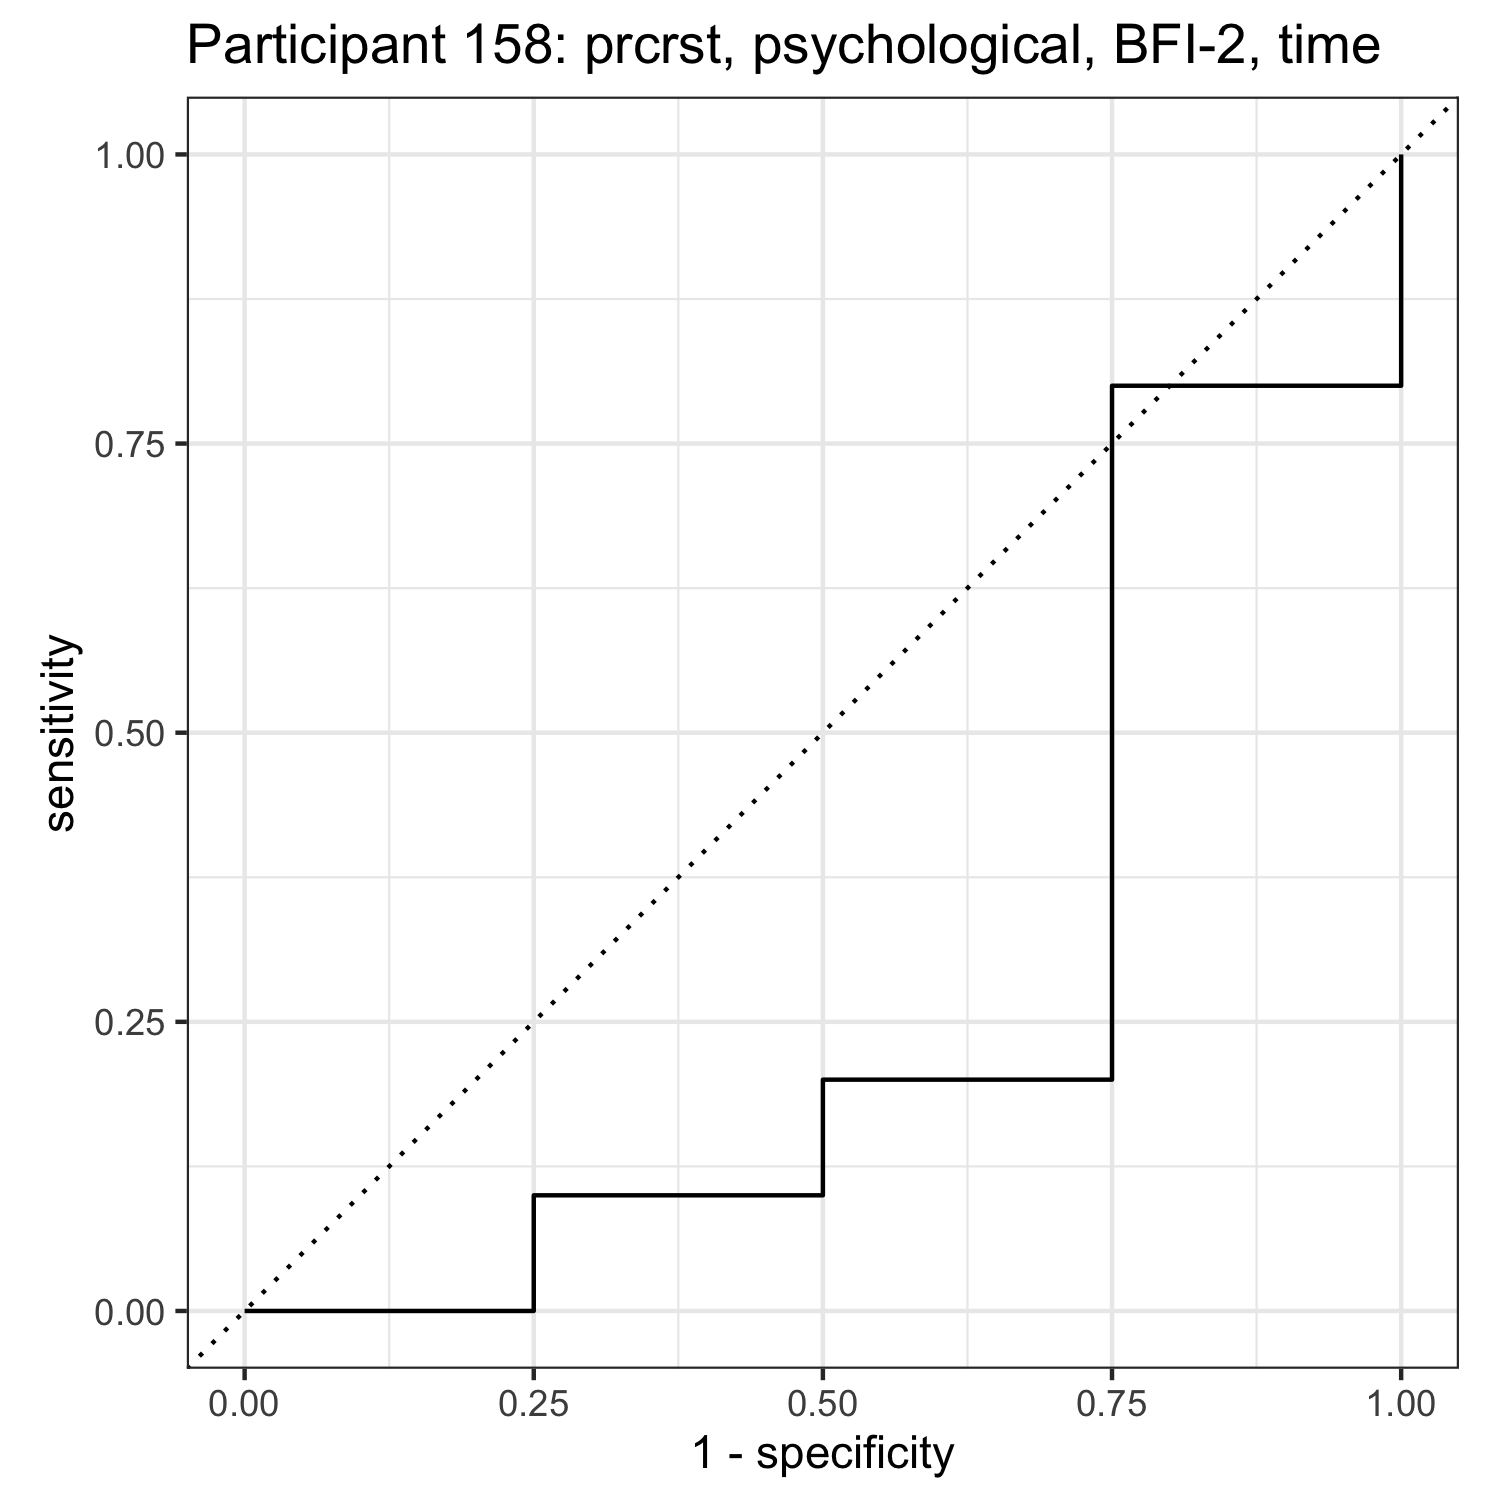 Participant 158: prcrst, psychological, BFI-2, time
1.00
0.75
0.50
0.25
0.00
sensitivity
0.00 0.25 0.50 0.75 1.00
1 - specificity